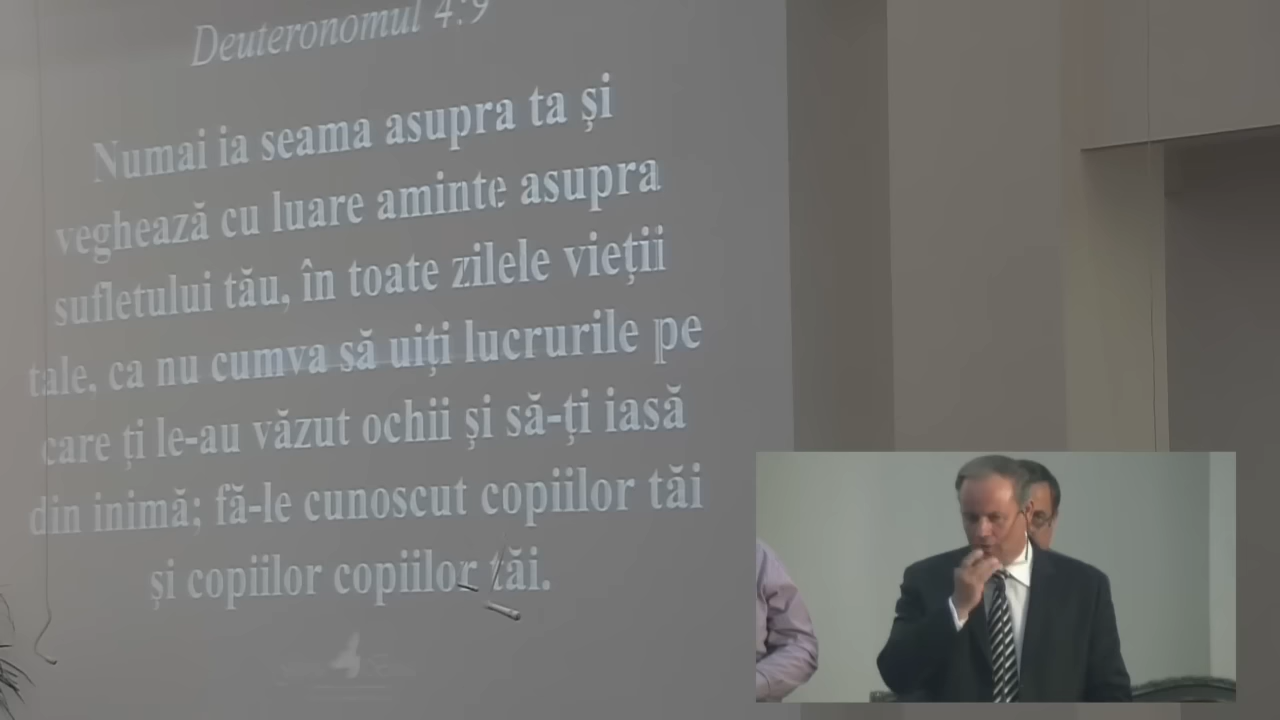 Deuteronomul 4:9
Numai ia seama asupra ta și
veghează cu luare aminte asupra
sufletului tău, în toate zilele vieții
tale, ca nu cumva să uiți lucrurile pe
care ți le-au văzut ochii și să-ți iasă
din inimă; fă-le cunoscut copiilor tăi
și copiilor copiilor tăi.